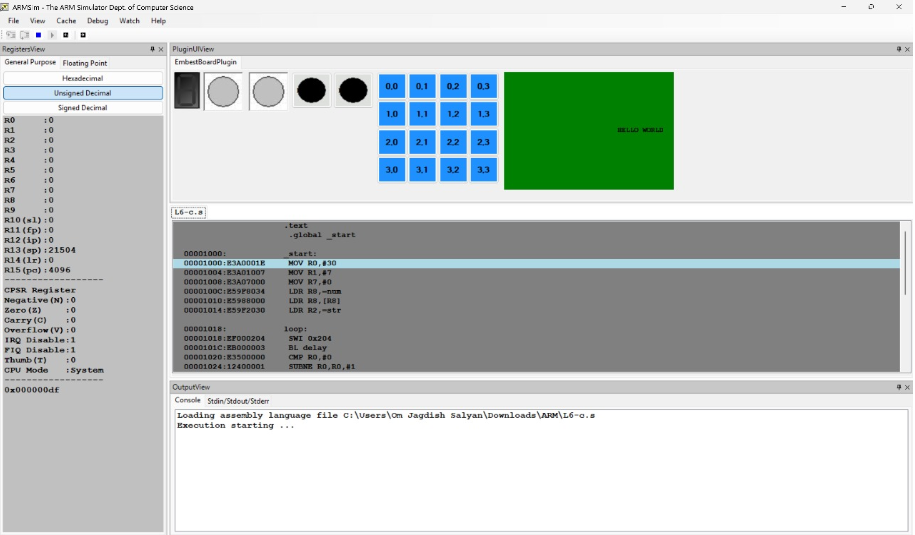 ARMSim - The ARM Simulator Dept. of Computer Science
File View Cache Debug Watch Help
RegistersView
General Purpose Floating Point
Hexadecimal
Unsigned Decimal
Signed Decimal
R0 :0
R1 :0
R2 :0
R3 :0
R4 :0
R5 :0
R6 :0
R7 :0
R8 :0
R9 :0
R10(sl):0
R11(fp):0
R12(ip):0
R13(sp):21504
R14(lr):0
R15(pc):4096
--------------------
CPSR Register
Negative(N):0
Zero(Z) :0
Carry(C) :0
Overflow(V):0
IRQ Disable:1
FIQ Disable:1
Thumb(T) :0
CPU Mode :System
--------------------
0x000000df
PluginUIView
EmbestBoardPlugin
0,0 0,1 0,2 0,3
1,0 1,1 1,2 1,3
2,0 2,1 2,2 2,3
3,0 3,1 3,2 3,3
HELLO WORLD
L6-c.s
.text
.global _start
00001000: _start:
00001000:E3A0001E MOV R0,#30
00001004:E3A01007 MOV R1,#7
00001008:E3A07000 MOV R7,#0
0000100C:E59F8034 LDR R8,=num
00001010:E5988000 LDR R8,[R8]
00001014:E59F2030 LDR R2,=str
00001018: loop:
00001018:EF000204 SWI 0x204
0000101C:EB000003 BL delay
00001020:E3500000 CMP R0,#0
00001024:12400001 SUBNE R0,R0,#1
OutputView
Console Stdin/Stdout/Stderr
Loading assembly language file C:\Users\Om Jagdish Salyan\Downloads\ARM\L6-c.s
Execution starting ...